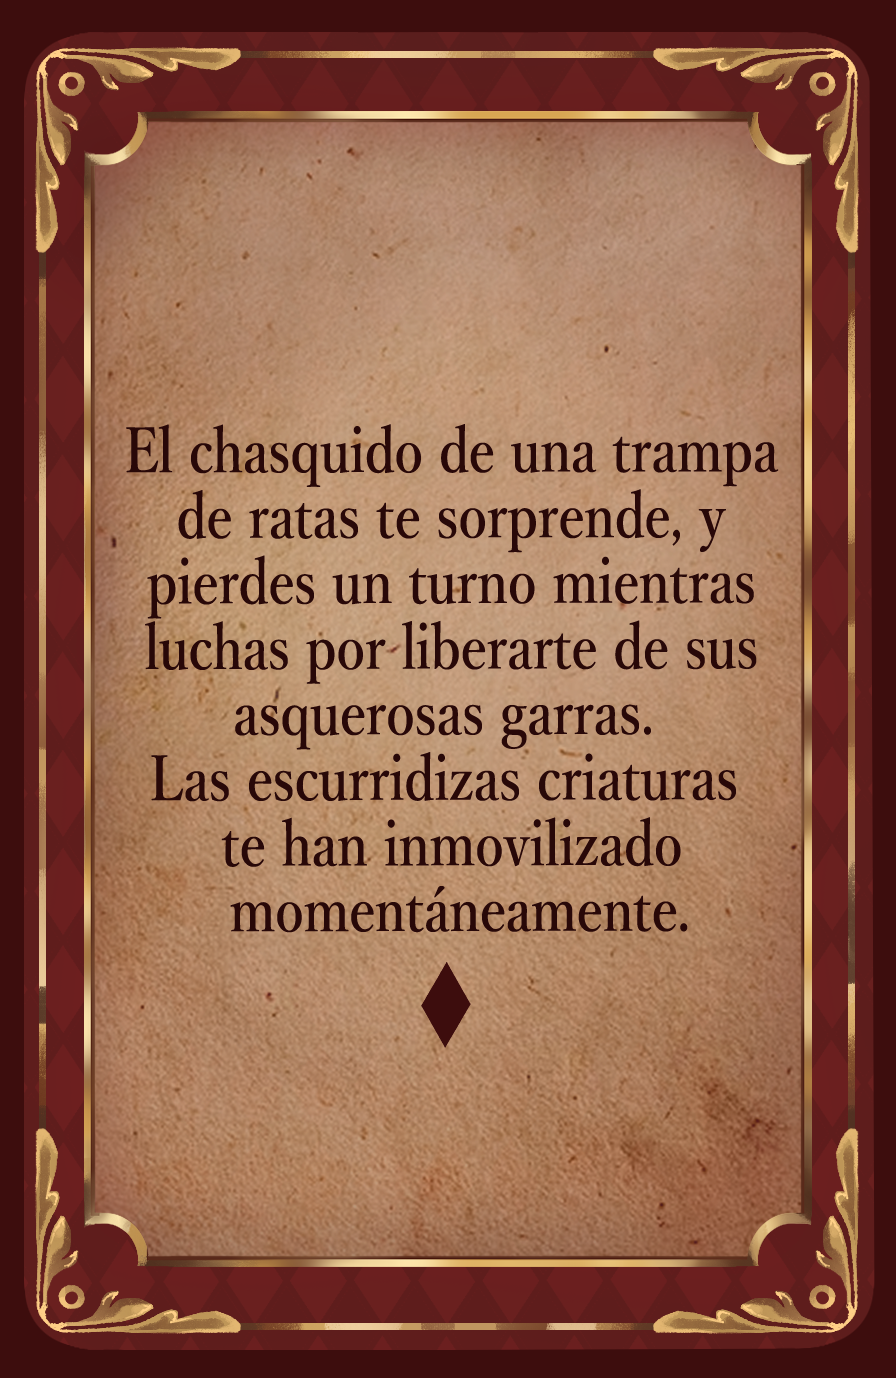 El chasquido de una trampa
de ratas te sorprende, y
pierdes un turno mientras
luchas por liberarte de sus
asquerosas garras.
Las escurridizas criaturas
te han inmovilizado
momentáneamente.